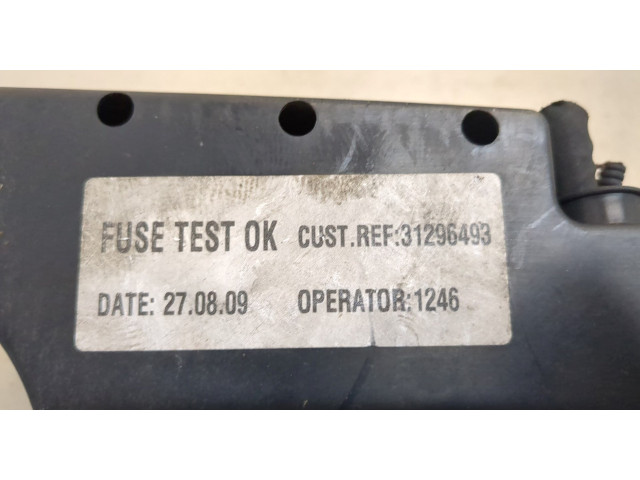 FUSE TEST OK CUST.REF:31296493
DATE: 27.08.09 OPERATOR:1246